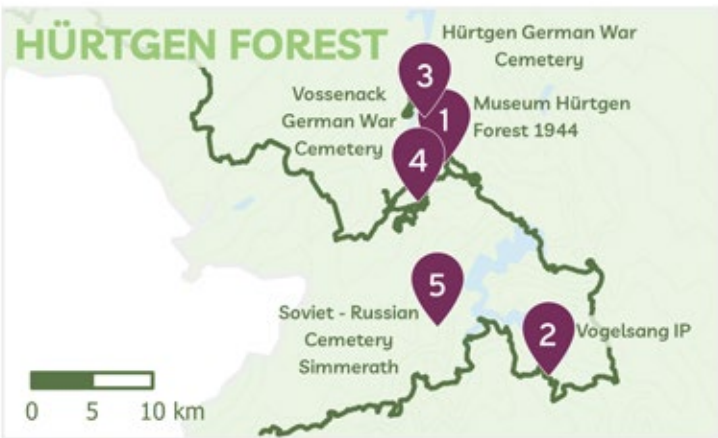 HÜRTGEN FOREST
Hürtgen German War
Cemetery
3
Vossenack
German War
Cemetery
1
Museum Hürtgen
Forest 1944
4
5
Soviet - Russian
Cemetery
Simmerath
2
Vogelsang IP
0 5 10 km